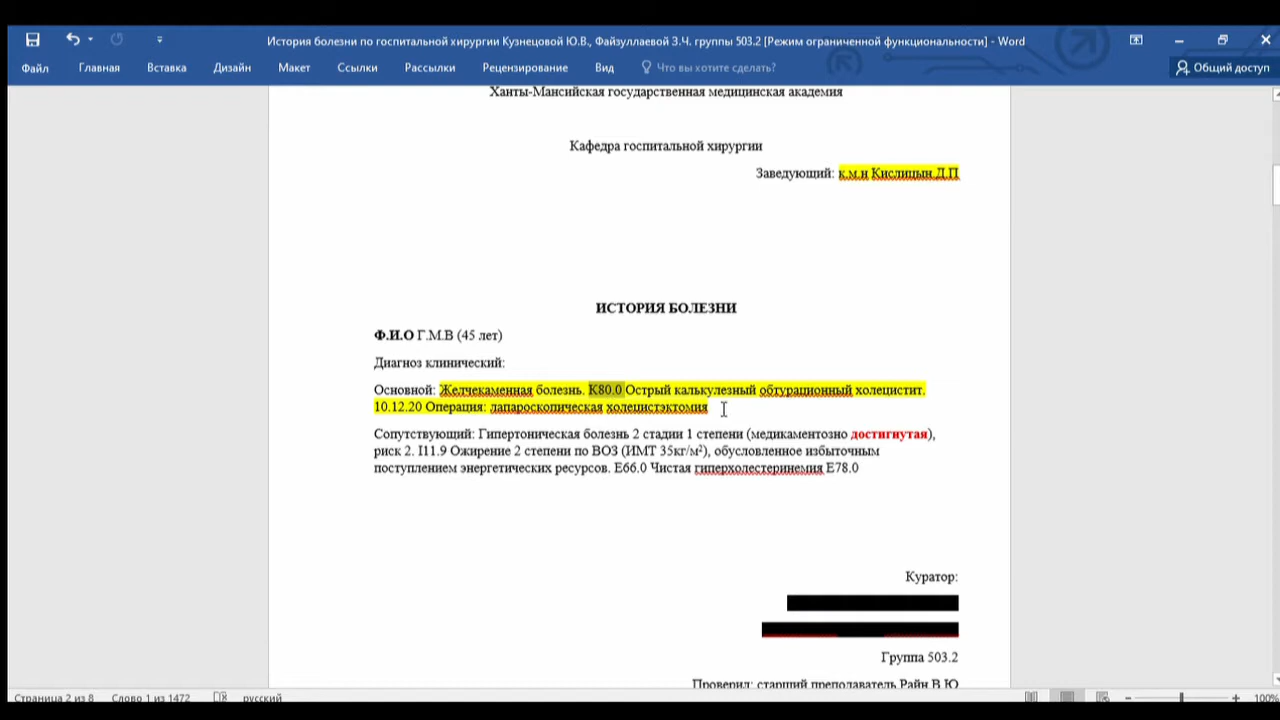 История болезни по госпитальной хирургии Кузнецовой Ю.В., Файзуллаевой З.Ч. группы 503.2 [Режим ограниченной функциональности] - Word
Файл Главная Вставка Дизайн Макет Ссылки Рассылки Рецензирование Вид Что вы хотите сделать? Общий доступ
Ханты-Мансийская государственная медицинская академия
Кафедра госпитальной хирургии
Заведующий: к.м.н Кислицын Д.П
ИСТОРИЯ БОЛЕЗНИ
Ф.И.О Г.М.В (45 лет)
Диагноз клинический:
Основной: Желчекаменная болезнь. K80.0 Острый калькулезный обтурационный холецистит.
10.12.20 Операция: лапароскопическая холецистэктомия
Сопутствующий: Гипертоническая болезнь 2 стадии 1 степени (медикаментозно достигнутая),
риск 2. I11.9 Ожирение 2 степени по ВОЗ (ИМТ 35кг/м²), обусловленное избыточным
поступлением энергетических ресурсов. E66.0 Чистая гиперхолестеринемия E78.0
Куратор:
Группа 503.2
Проверил: старший преподаватель Райн В.Ю
Страница 2 из 8 Слово 1 из 1472 русский 100%